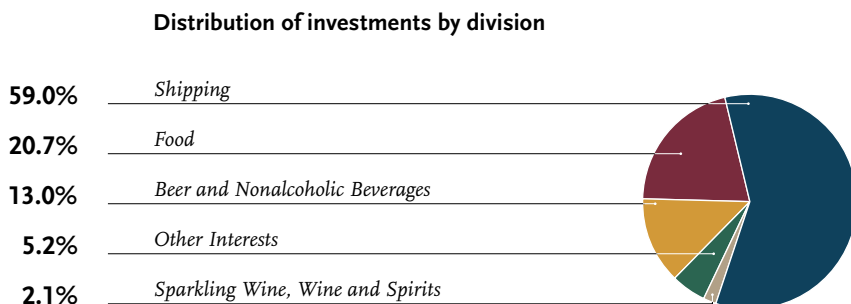 Distribution of investments by division
59.0% Shipping
20.7% Food
13.0% Beer and Nonalcoholic Beverages
5.2% Other Interests
2.1% Sparkling Wine, Wine and Spirits